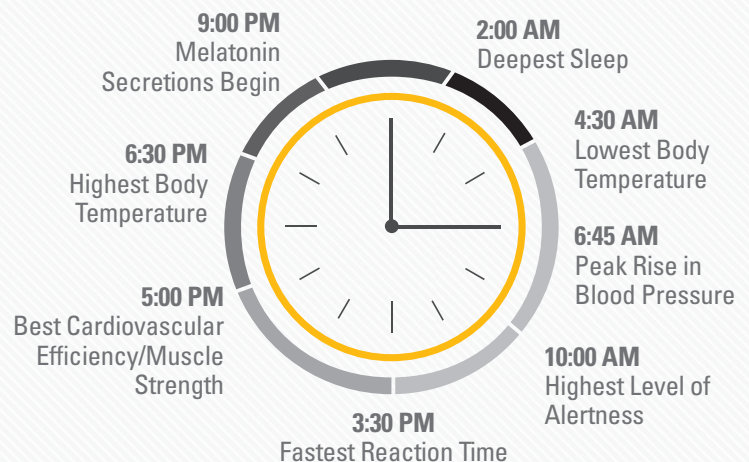 9:00 PM
Melatonin
Secretions Begin
2:00 AM
Deepest Sleep
4:30 AM
Lowest Body
Temperature
6:45 AM
Peak Rise in
Blood Pressure
10:00 AM
Highest Level of
Alertness
3:30 PM
Fastest Reaction Time
5:00 PM
Best Cardiovascular
Efficiency/Muscle
Strength
6:30 PM
Highest Body
Temperature